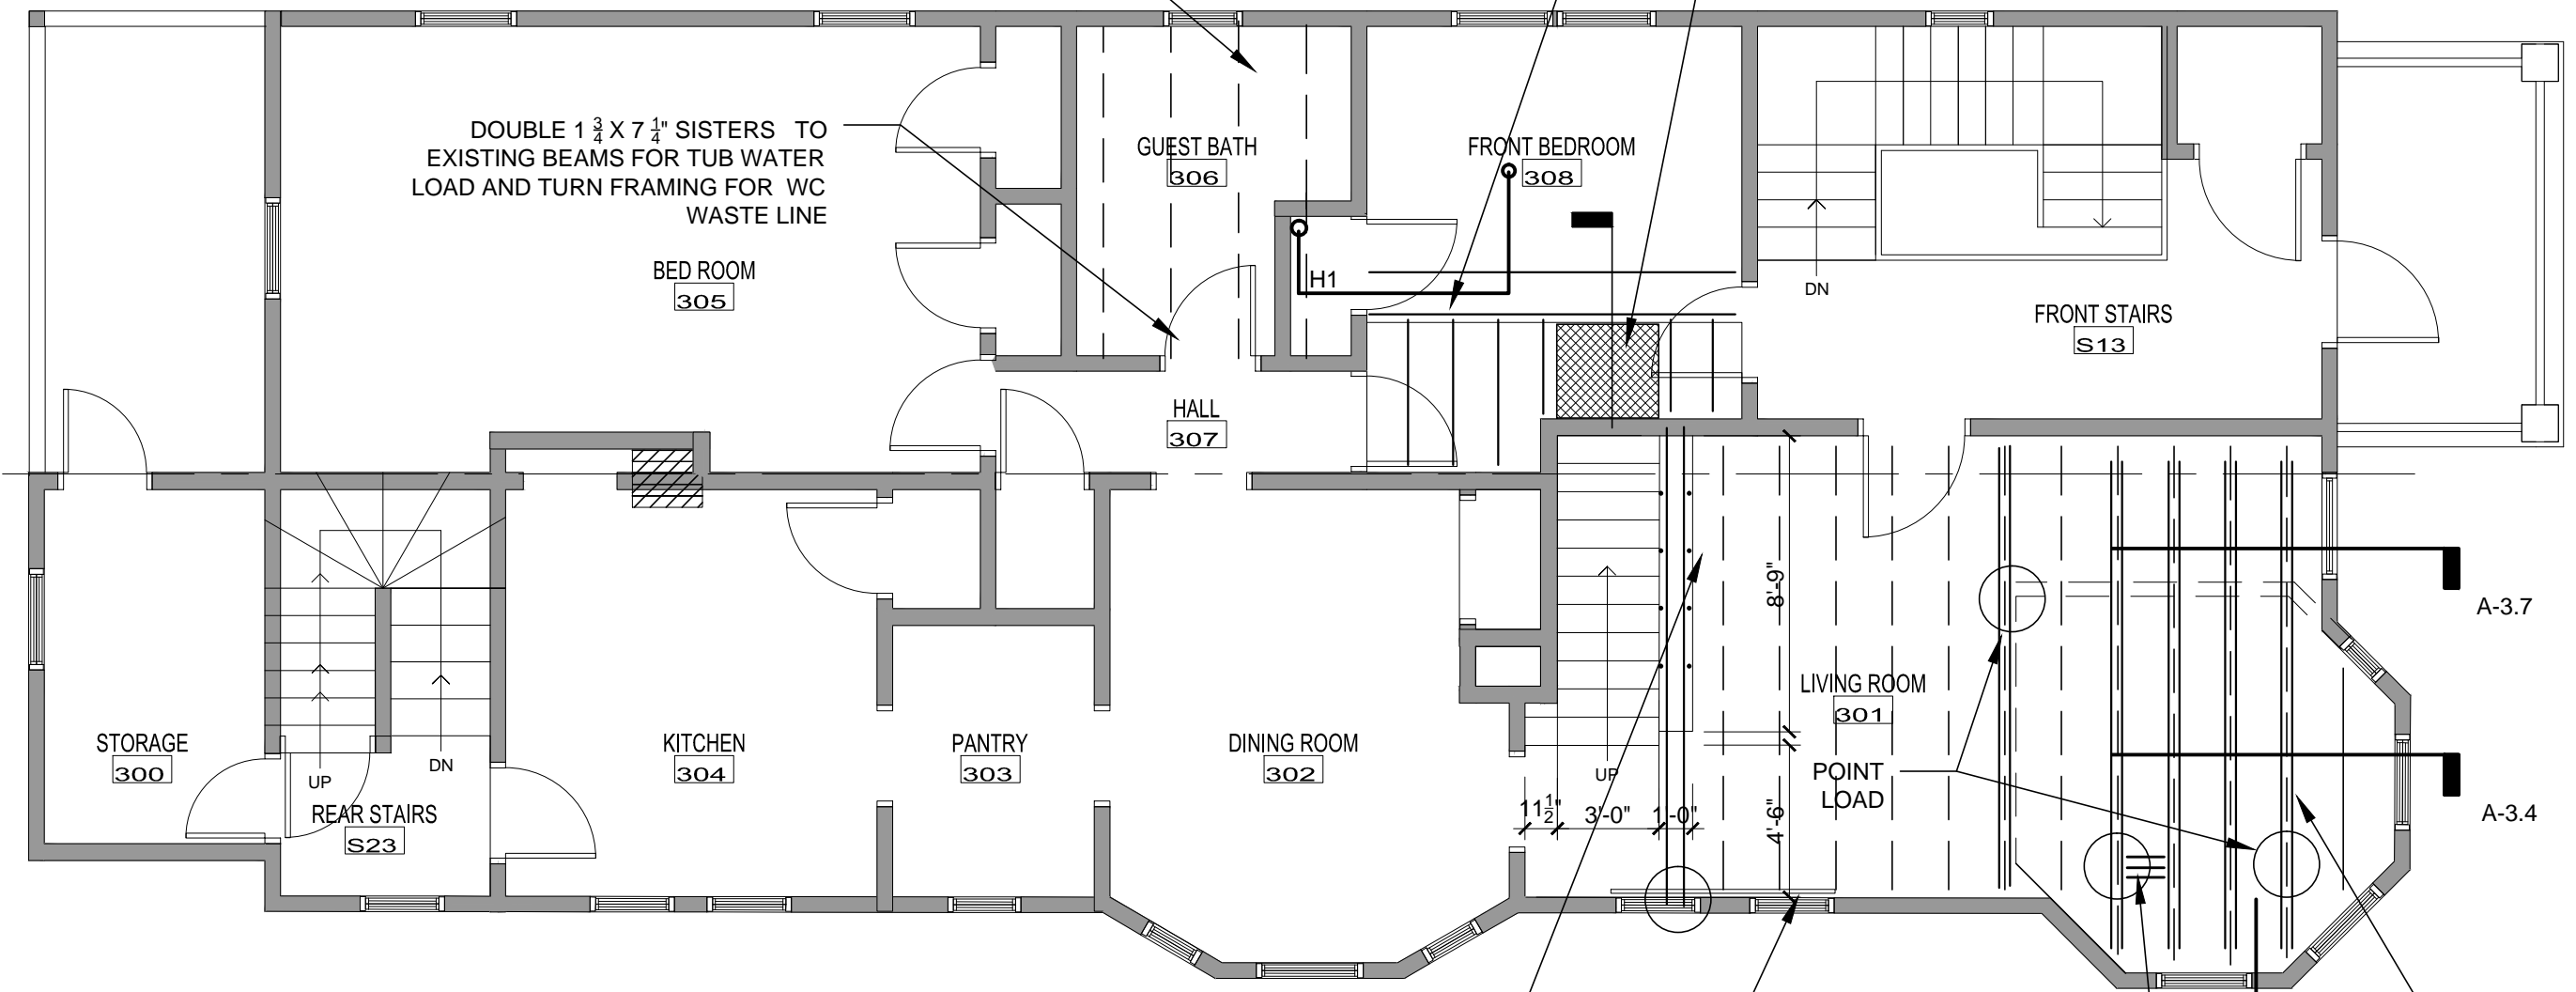 DOUBLE 1 3/4 X 7 1/4" SISTERS TO
EXISTING BEAMS FOR TUB WATER
LOAD AND TURN FRAMING FOR WC
WASTE LINE
GUEST BATH
306
FRONT BEDROOM
308
BED ROOM
305
H1
DN
FRONT STAIRS
S13
HALL
307
8'-9"
A-3.7
LIVING ROOM
301
STORAGE
300
KITCHEN
304
PANTRY
303
DINING ROOM
302
UP
DN
UP
POINT
LOAD
REAR STAIRS
S23
11 1/2"
3'-0"
1'-0"
4'-6"
A-3.4